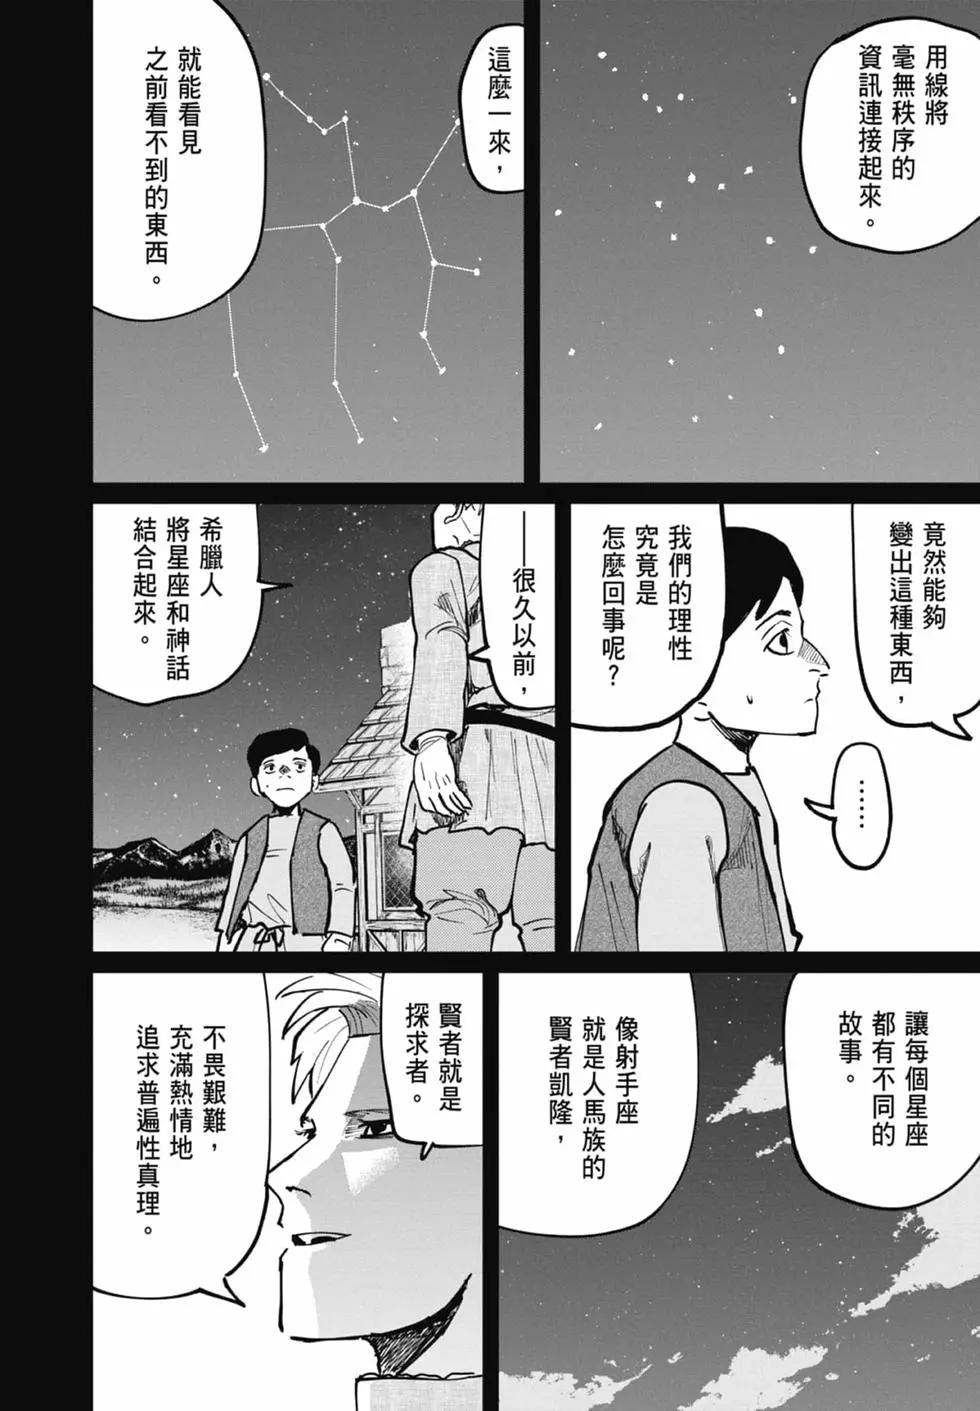 用線將
毫無秩序的
資訊連接起來。
這麼一來，
就能看見
之前看不到的東西。
竟然能夠
變出這種東西，
我們的理性
究竟是
怎麼回事呢？
……
──很久以前，
希臘人
將星座和神話
結合起來。
讓每個星座
都有不同的
故事。
像射手座
就是人馬族的
賢者凱隆，
賢者就是
探求者。
不畏艱難，
充滿熱情地
追求普遍性真理。